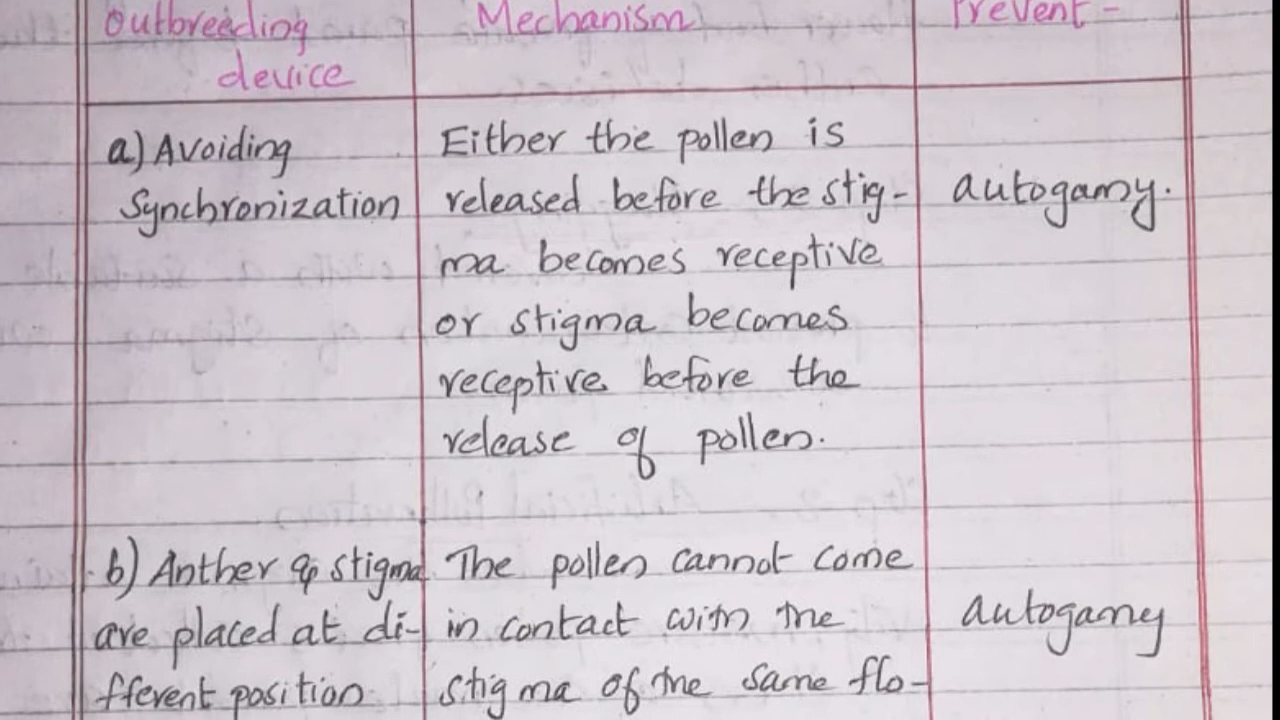 Outbreeding device | Mechanism | Prevent -
a) Avoiding Synchronization | Either the pollen is
released before the stig- | autogamy.
ma becomes receptive
or stigma becomes
receptive before the
release of pollen.
b) Anther & stigma | The pollen cannot come
are placed at di- | in contact with the | autogamy
fferent position | stigma of the same flo-